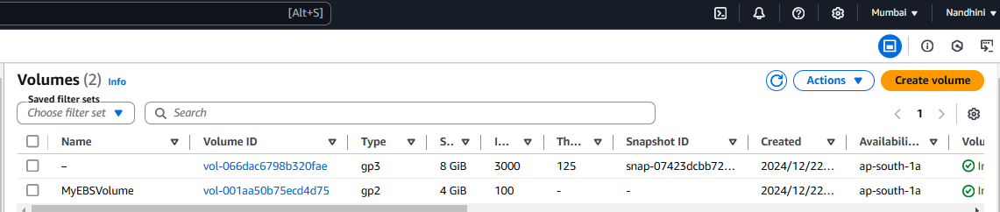 [Alt+S] Mumbai Nandhini
Volumes (2) Info Actions Create volume
Saved filter sets
Choose filter set Search 1
Name Volume ID Type S... I... Th... Snapshot ID Created Availabili... Volu
– vol-066dac6798b320fae gp3 8 GiB 3000 125 snap-07423dcbb72... 2024/12/22... ap-south-1a
MyEBSVolume vol-001aa50b75ecd4d75 gp2 4 GiB 100 - - 2024/12/22... ap-south-1a